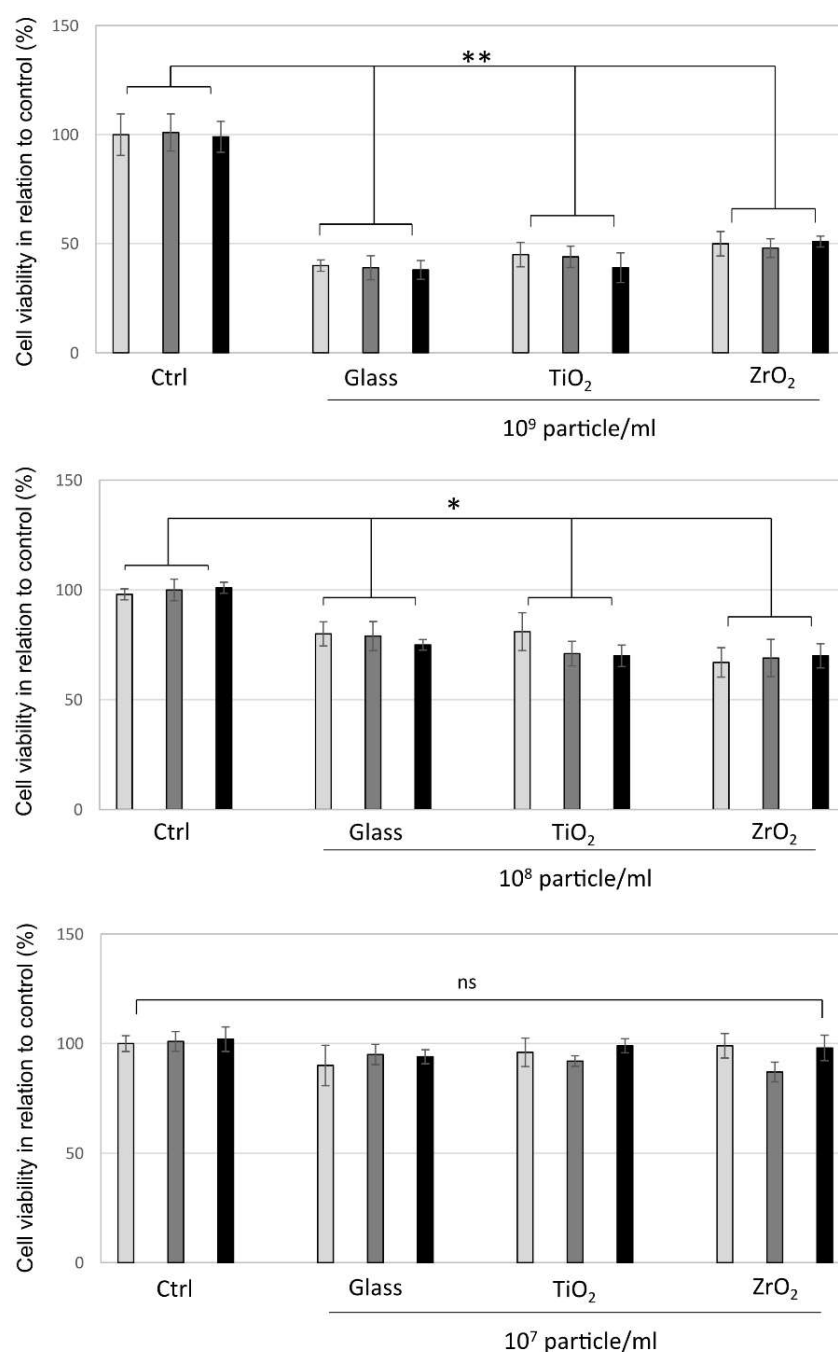 Cell viability in relation to control (%)
150
**
100
50
0
Ctrl Glass TiO₂ ZrO₂
10⁹ particle/ml
Cell viability in relation to control (%)
150
*
100
50
0
Ctrl Glass TiO₂ ZrO₂
10⁸ particle/ml
Cell viability in relation to control (%)
150
ns
100
50
0
Ctrl Glass TiO₂ ZrO₂
10⁷ particle/ml